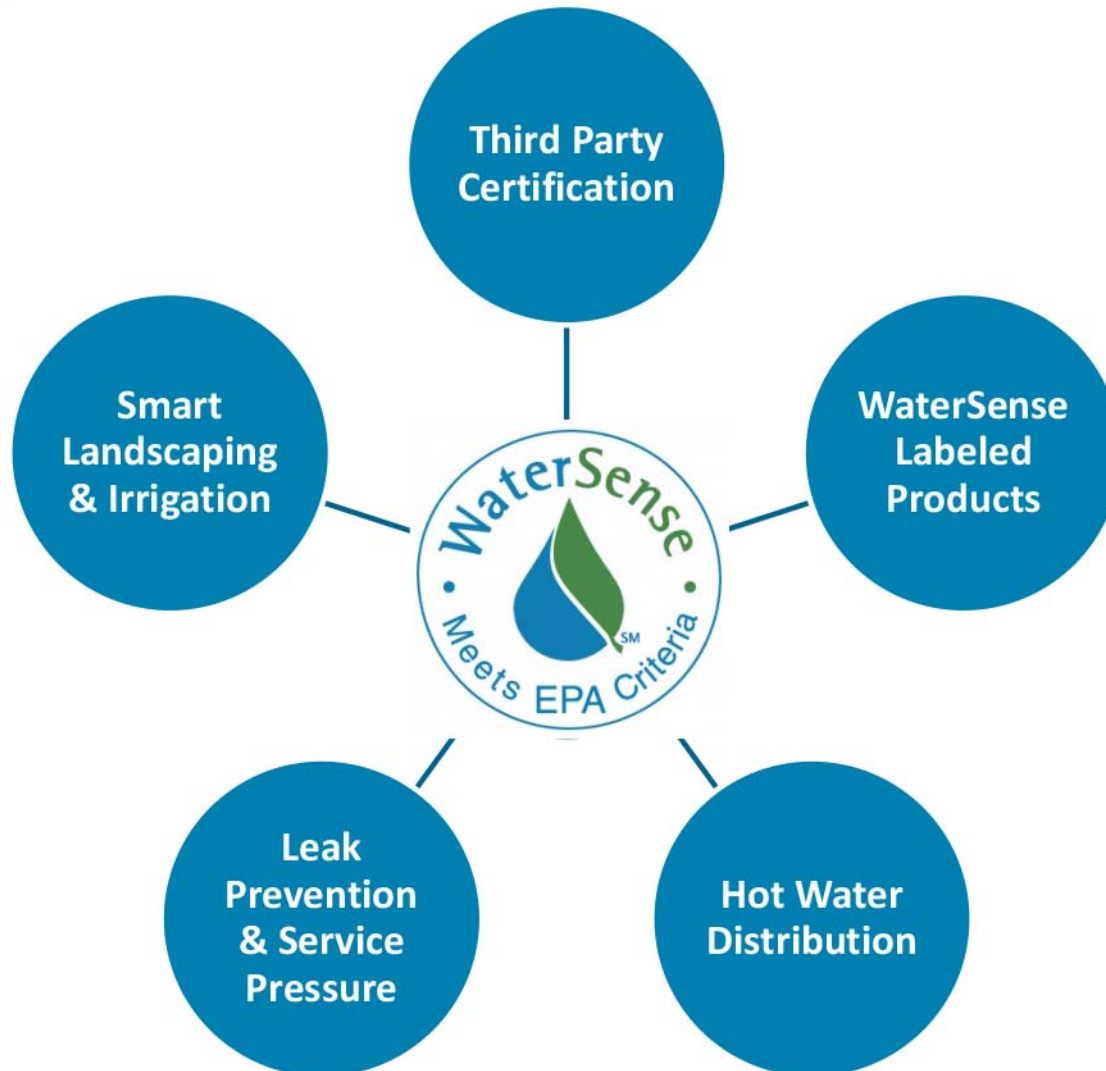 Third Party
Certification
Smart
Landscaping
& Irrigation
WaterSense
Labeled
Products
WaterSense
• Meets EPA Criteria •
SM
Leak
Prevention
& Service
Pressure
Hot Water
Distribution